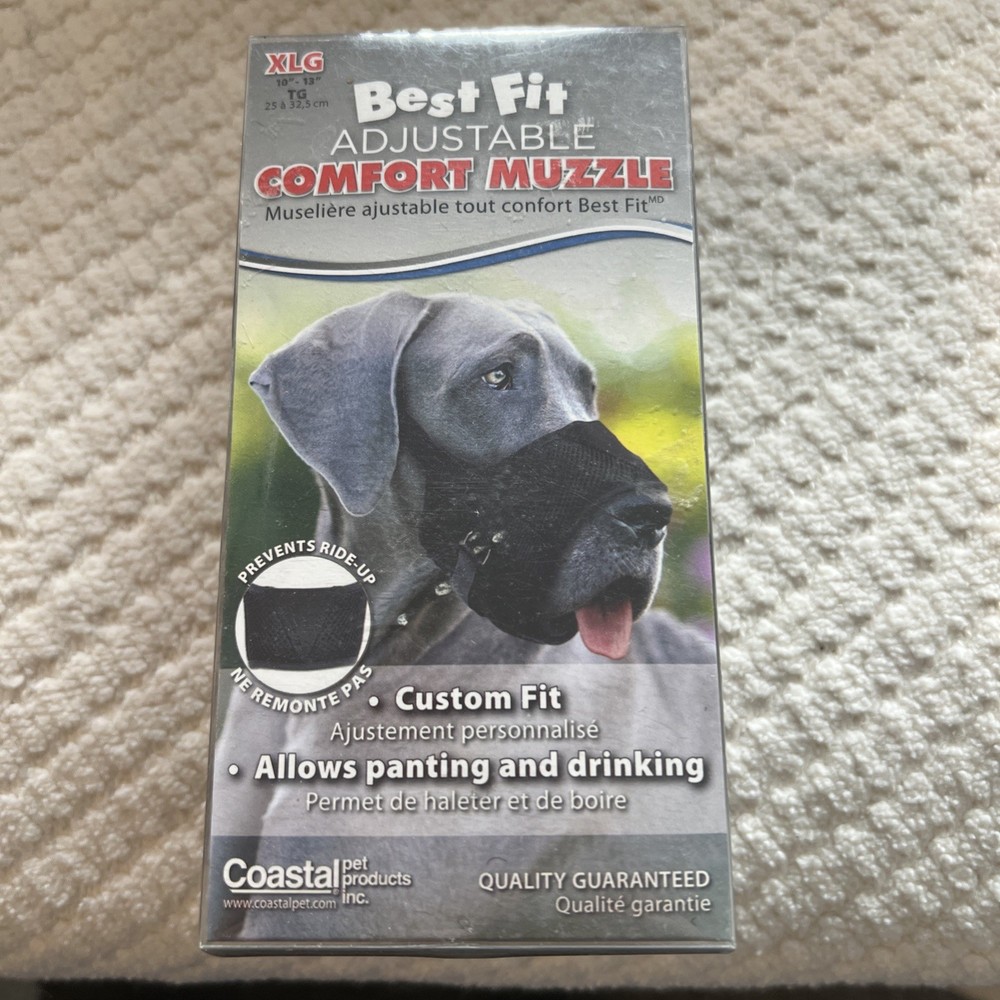 XLG
10" - 13"
TG
25 à 32,5 cm
Best Fit
ADJUSTABLE
COMFORT MUZZLE
Muselière ajustable tout confort Best Fit MD
PREVENTS RIDE-UP
NE REMONTE PAS
• Custom Fit
Ajustement personnalisé
• Allows panting and drinking
Permet de haleter et de boire
Coastal pet
products
inc.
www.coastalpet.com
QUALITY GUARANTEED
Qualité garantie